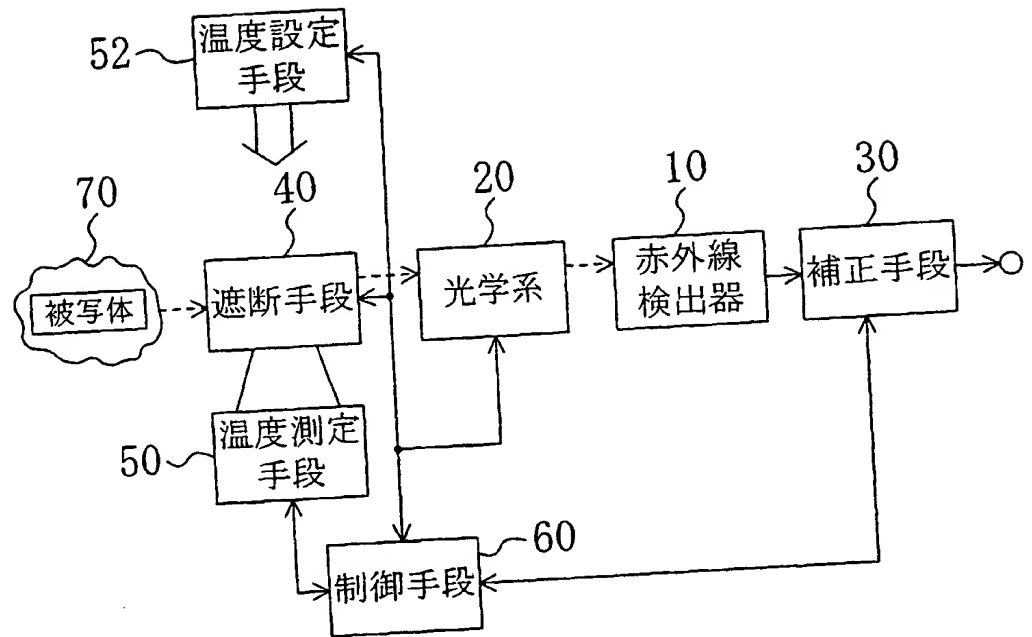 52
温度設定
手段
70
40
20
10
30
被写体
遮断手段
光学系
赤外線
検出器
補正手段
50
温度測定
手段
60
制御手段